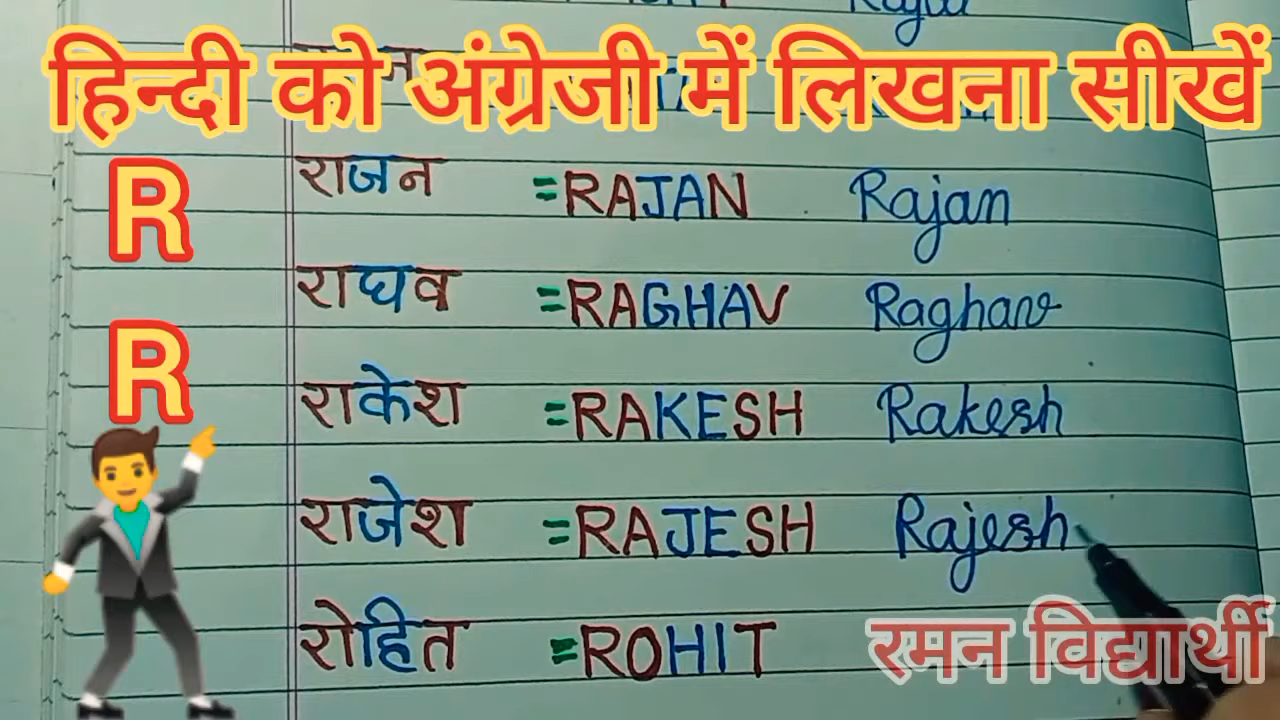 हिन्दी को अंग्रेजी में लिखना सीखें
R
R
राजन =RAJAN Rajan
राघव =RAGHAV Raghav
राकेश =RAKESH Rakesh
राजेश =RAJESH Rajesh
रोहित =ROHIT
रमन विद्यार्थी